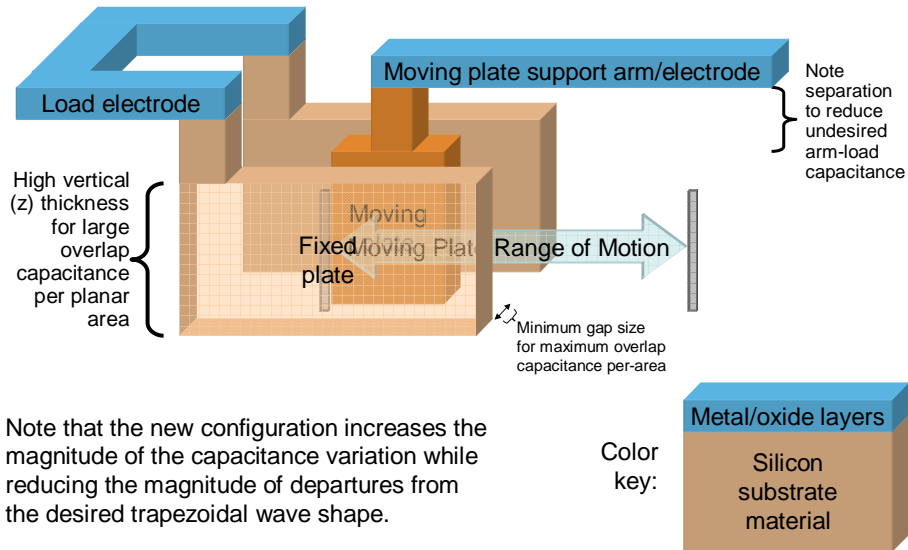 Load electrode
Moving plate support arm/electrode
Note
separation
to reduce
undesired
arm-load
capacitance
High vertical
(z) thickness
for large
overlap
capacitance
per planar
area
Moving
Fixed
plate
Moving Plate Range of Motion
Minimum gap size
for maximum overlap
capacitance per-area
Note that the new configuration increases the
magnitude of the capacitance variation while
reducing the magnitude of departures from
the desired trapezoidal wave shape.
Color
key:
Metal/oxide layers
Silicon
substrate
material